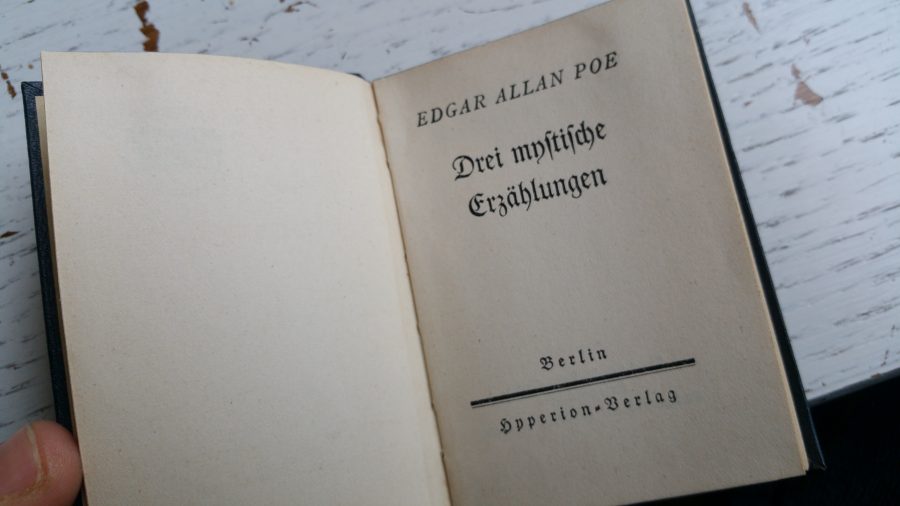 EDGAR ALLAN POE
Drei myſtiſche
Erzählungen
Berlin
Hyperion-Verlag